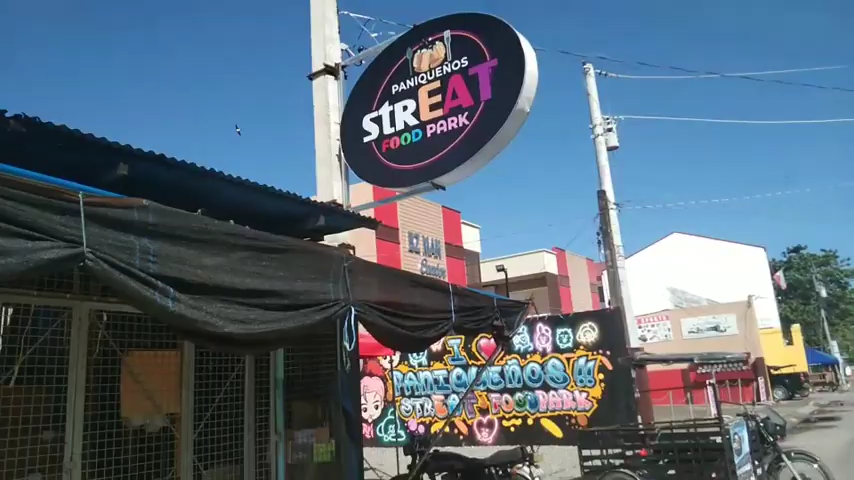 PANIQUEÑOS
StREAT
FOOD PARK
I
PANIQUEÑOS!!
STREAT FOODPARK